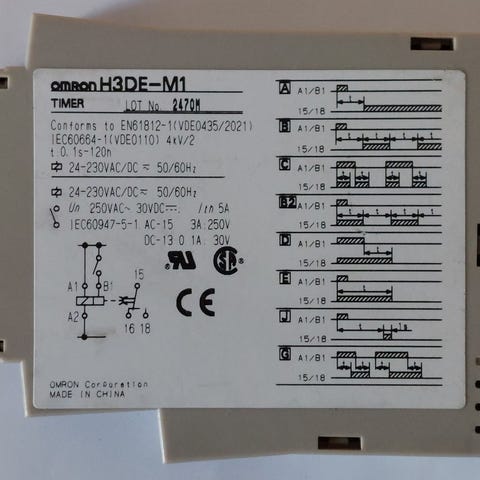 OMRON H3DE-M1
TIMER LOT No. 2470M
Conforms to EN61812-1(VDE0435/2021)
IEC60664-1(VDE0110) 4kV/2
t 0.1s~120h
24-230VAC/DC ≂ 50/60Hz
24-230VAC/DC ≂ 50/60Hz
Un 250VAC~ 30VDC⎓ /Ith 5A
IEC60947-5-1 AC-15 3A 250V
DC-13 0.1A 30V
15
A1 B1
A2
16 18
CE
OMRON Corporation
MADE IN CHINA
A A1/B1
t
15/18
B A1/B1
t t t
15/18
C A1/B1
t t t t
15/18
B2 A1/B1
t t t
15/18
D A1/B1
t
15/18
E A1/B1
t
15/18
J A1/B1
t 1s
15/18
G A1/B1
t t t t
15/18